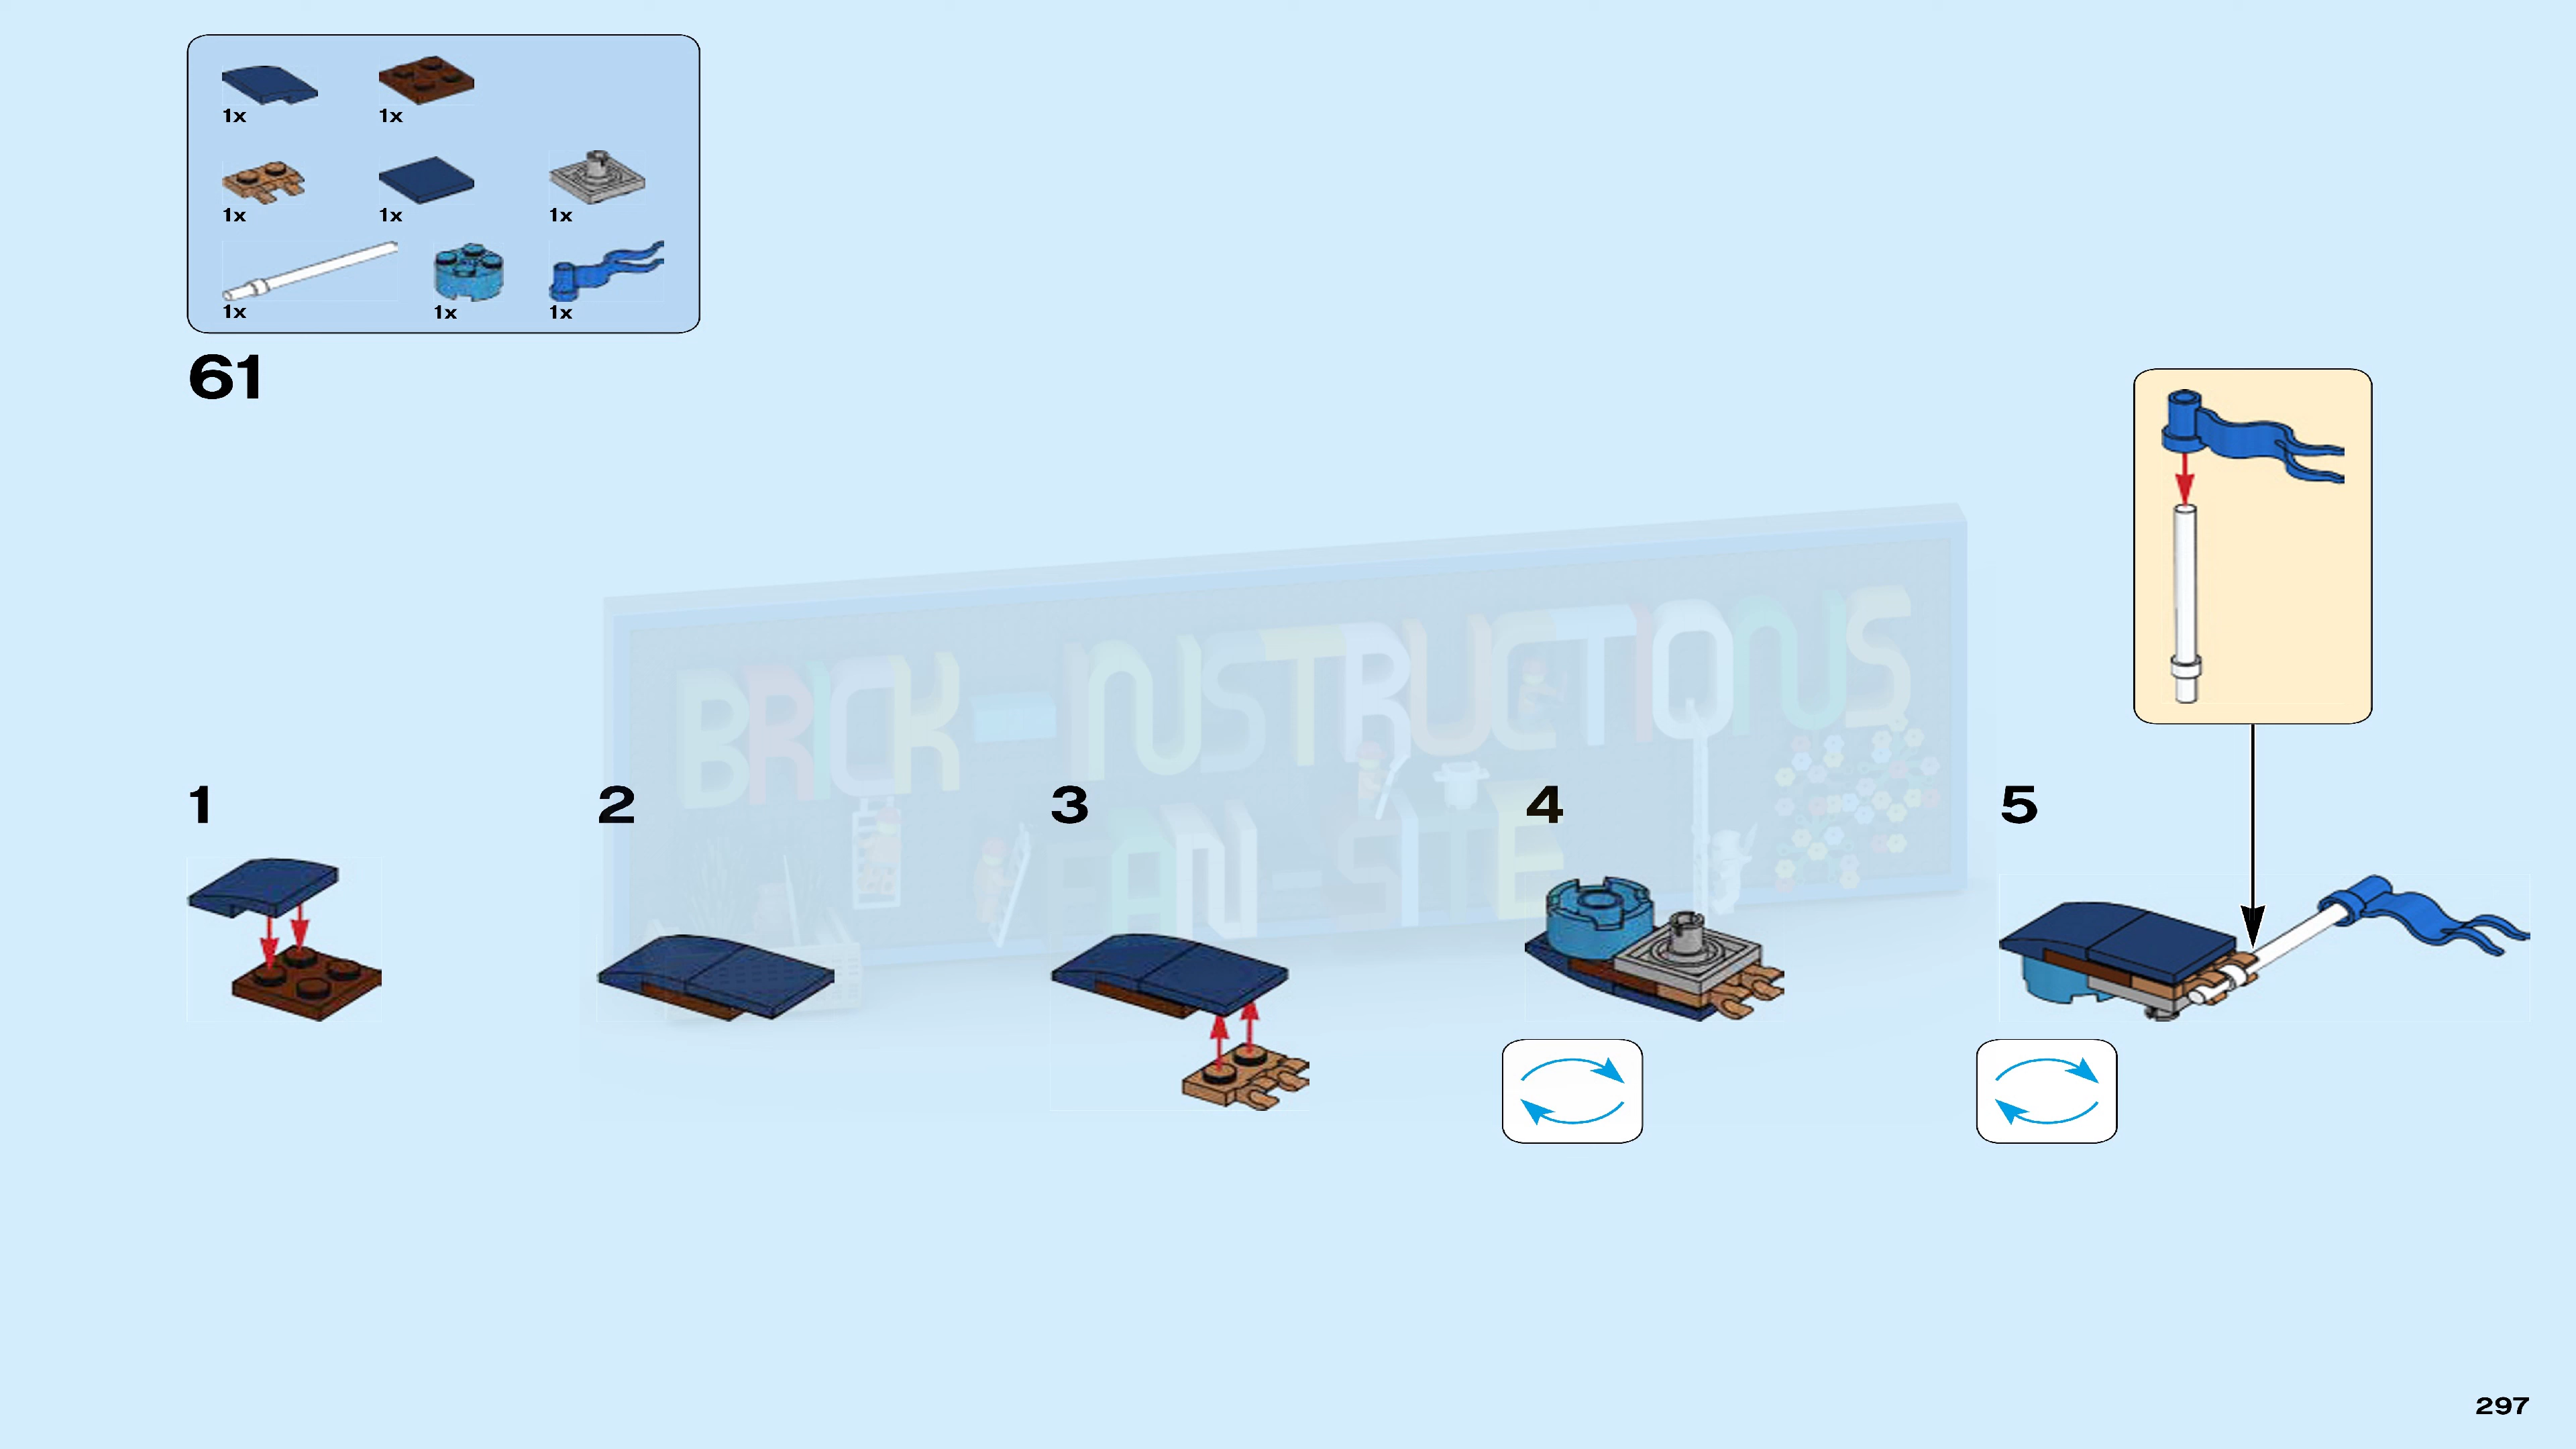 1x 1x
1x 1x 1x
1x 1x 1x
61
BRICK-INSTRUCTIONS
FAN-SITE
1 2 3 4 5
297